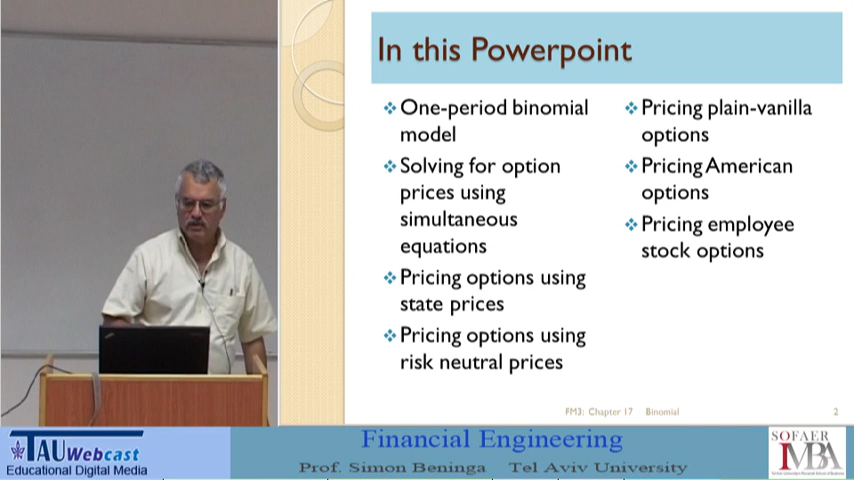 In this Powerpoint
One-period binomial
model
Solving for option
prices using
simultaneous
equations
Pricing options using
state prices
Pricing options using
risk neutral prices
Pricing plain-vanilla
options
Pricing American
options
Pricing employee
stock options
FM3: Chapter 17 Binomial
2
TAU Webcast
Educational Digital Media
Financial Engineering
Prof. Simon Beninga Tel Aviv University
SOFAER
IMBA